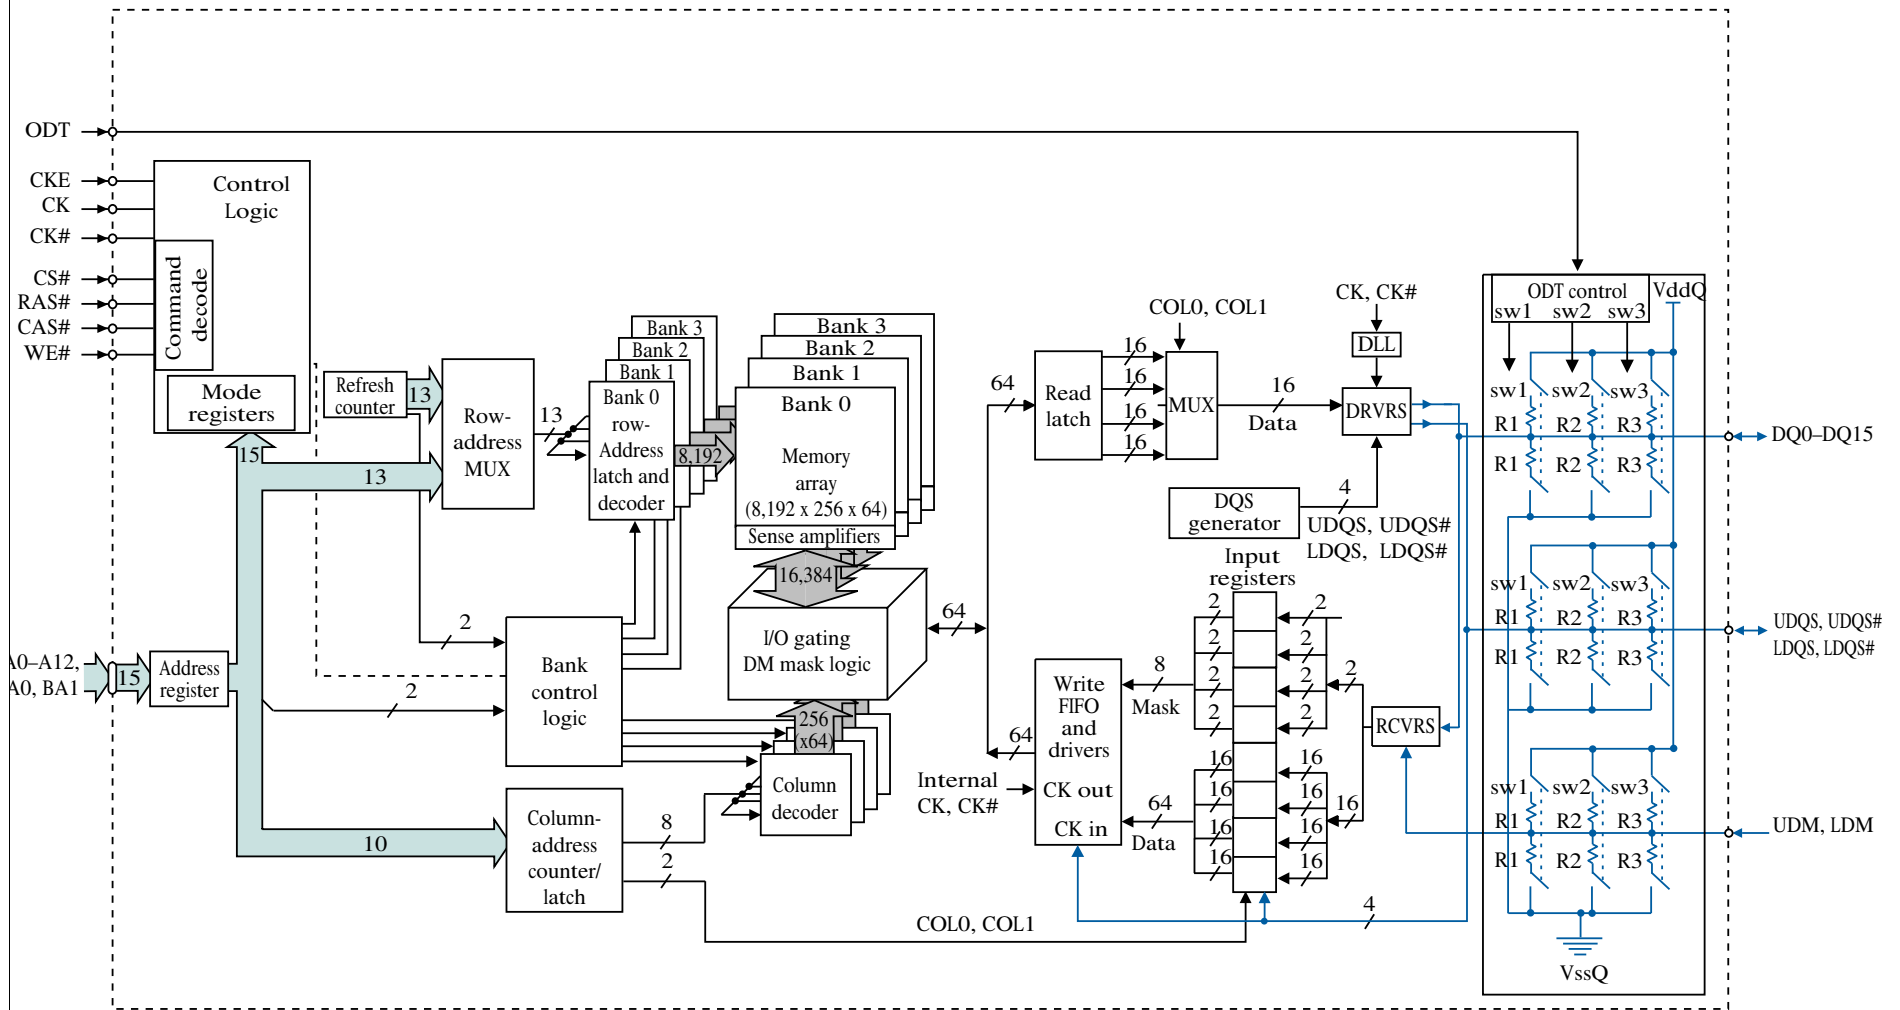 ODT
CKE
CK
CK#
CS#
RAS#
CAS#
WE#
Control
Logic
Command
decode
Mode
registers
15
Refresh
counter
13
13
Row-
address
MUX
13
Bank 3
Bank 2
Bank 1
Bank 0
row-
Address
latch and
decoder
8,192
Bank 3
Bank 2
Bank 1
Bank 0
Memory
array
(8,192 x 256 x 64)
Sense amplifiers
16,384
I/O gating
DM mask logic
64
2
2
Bank
control
logic
A0–A12,
A0, BA1
15
Address
register
256
(x64)
Column
decoder
10
Column-
address
counter/
latch
8
2
COL0, COL1
64
Read
latch
16
16
16
16
COL0, COL1
MUX
16
Data
CK, CK#
DLL
DRVRS
DQS
generator
4
UDQS, UDQS#
LDQS, LDQS#
Input
registers
2
2
2
2
2
2
2
2
2
8
Mask
Write
FIFO
and
drivers
CK out
CK in
64
Internal
CK, CK#
64
Data
16
16
16
16
16
16
16
16
16
RCVRS
4
ODT control
sw1 sw2 sw3
VddQ
sw1 sw2 sw3
R1 R2 R3
R1 R2 R3
sw1 sw2 sw3
R1 R2 R3
R1 R2 R3
sw1 sw2 sw3
R1 R2 R3
R1 R2 R3
VssQ
DQ0–DQ15
UDQS, UDQS#
LDQS, LDQS#
UDM, LDM